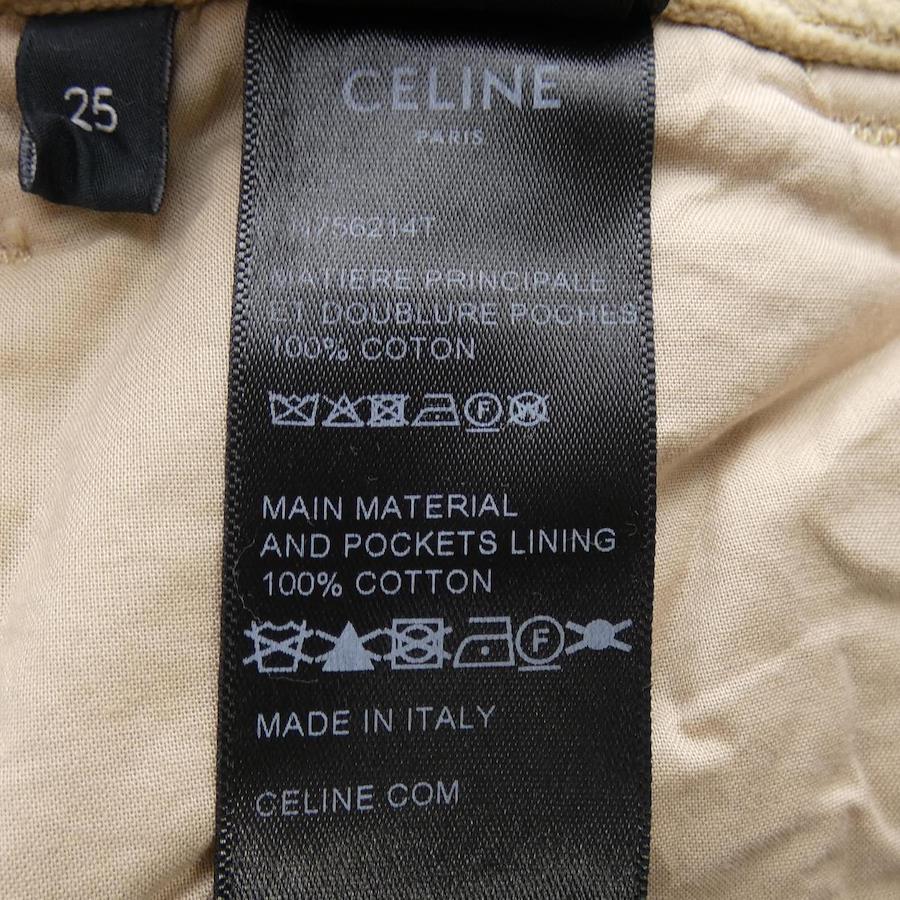 25
CELINE
PARIS
N756214T
MATIERE PRINCIPALE
ET DOUBLURE POCHES
100% COTON
F W
MAIN MATERIAL
AND POCKETS LINING
100% COTTON
F
MADE IN ITALY
CELINE COM